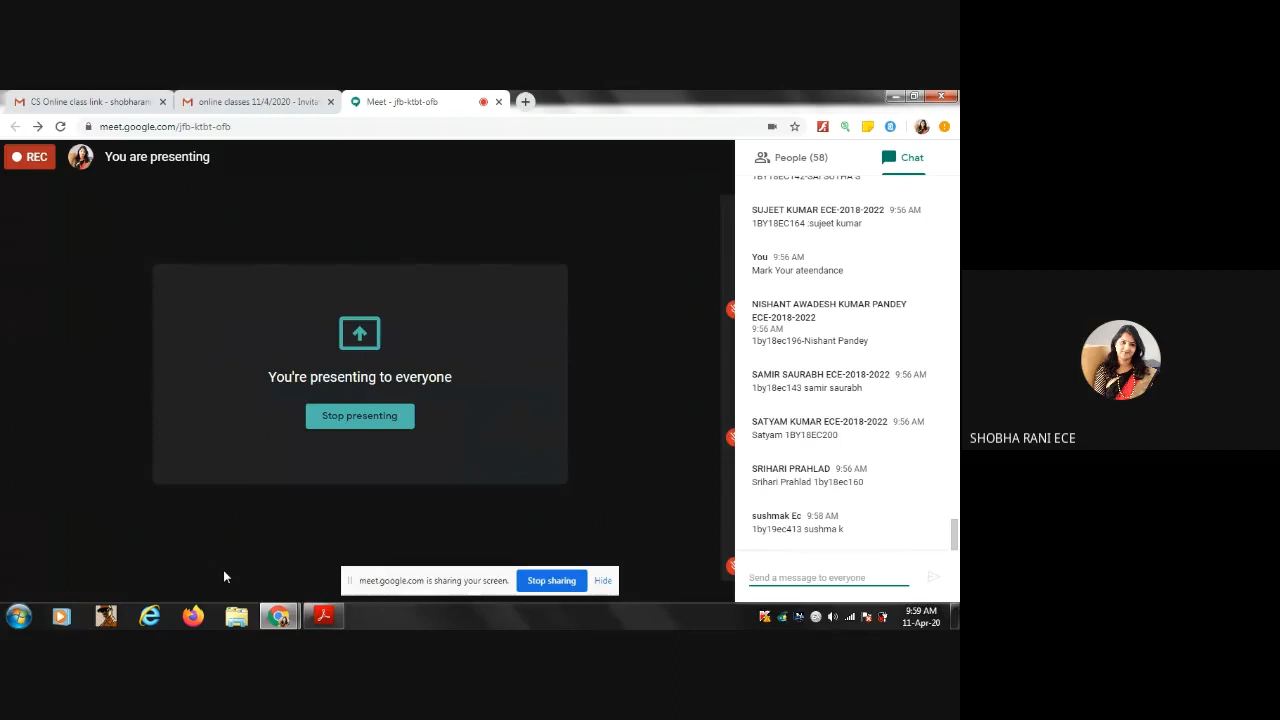 CS Online class link - shobharan
online classes 11/4/2020 - Invitat
Meet - jfb-ktbt-ofb
meet.google.com/jfb-ktbt-ofb
REC
You are presenting
People (58)
Chat
SUJEET KUMAR ECE-2018-2022 9:56 AM
1BY18EC164 :sujeet kumar
You 9:56 AM
Mark Your ateendance
NISHANT AWADESH KUMAR PANDEY
ECE-2018-2022
9:56 AM
1by18ec196-Nishant Pandey
SAMIR SAURABH ECE-2018-2022 9:56 AM
1by18ec143 samir saurabh
SATYAM KUMAR ECE-2018-2022 9:56 AM
Satyam 1BY18EC200
SRIHARI PRAHLAD 9:56 AM
Srihari Prahlad 1by18ec160
sushmak Ec 9:58 AM
1by19ec413 sushma k
Send a message to everyone
You're presenting to everyone
Stop presenting
meet.google.com is sharing your screen.
Stop sharing
Hide
9:59 AM
11-Apr-20
SHOBHA RANI ECE